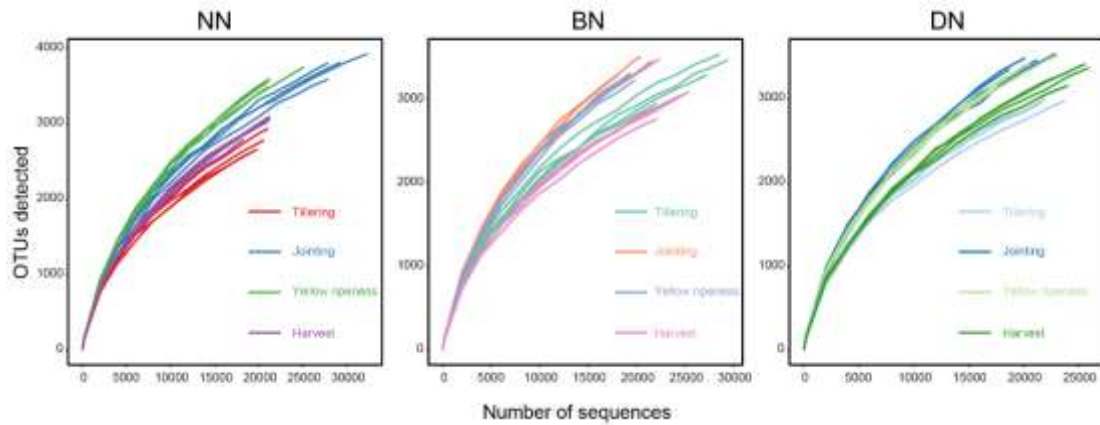 NN
BN
DN
OTUs detected
4000
3000
2000
1000
0
3000
2000
1000
0
3000
2000
1000
0
Tillering
Jointing
Yellow ripeness
Harvest
Tillering
Jointing
Yellow ripeness
Harvest
Tillering
Jointing
Yellow ripeness
Harvest
0 5000 10000 15000 20000 25000 30000
0 5000 10000 15000 20000 25000 30000
0 5000 10000 15000 20000 25000
Number of sequences